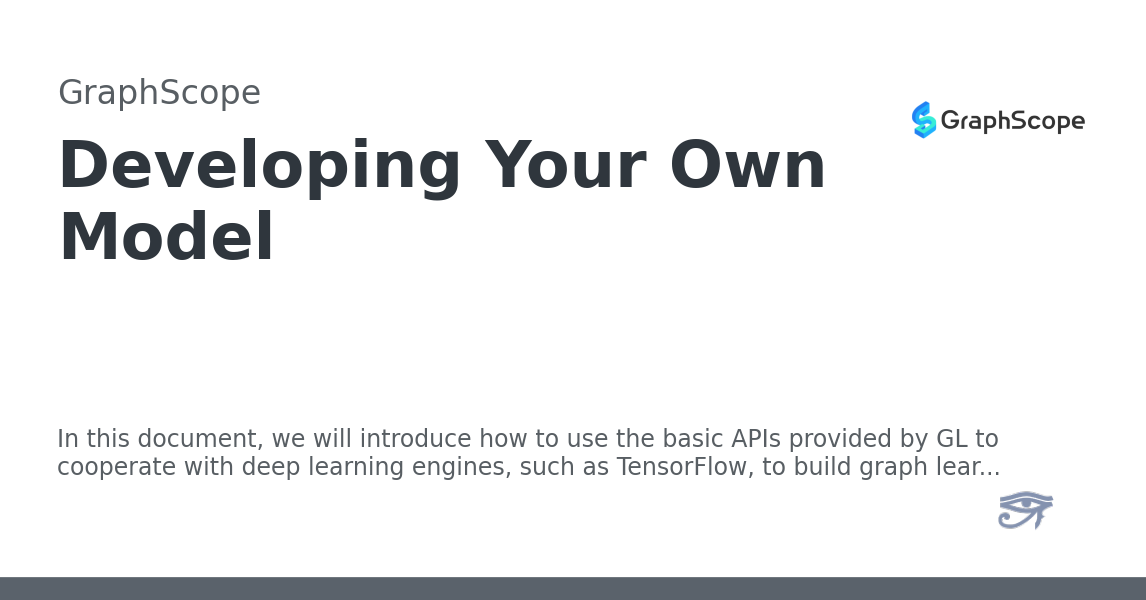 GraphScope
GraphScope
Developing Your Own
Model
In this document, we will introduce how to use the basic APIs provided by GL to
cooperate with deep learning engines, such as TensorFlow, to build graph lear...